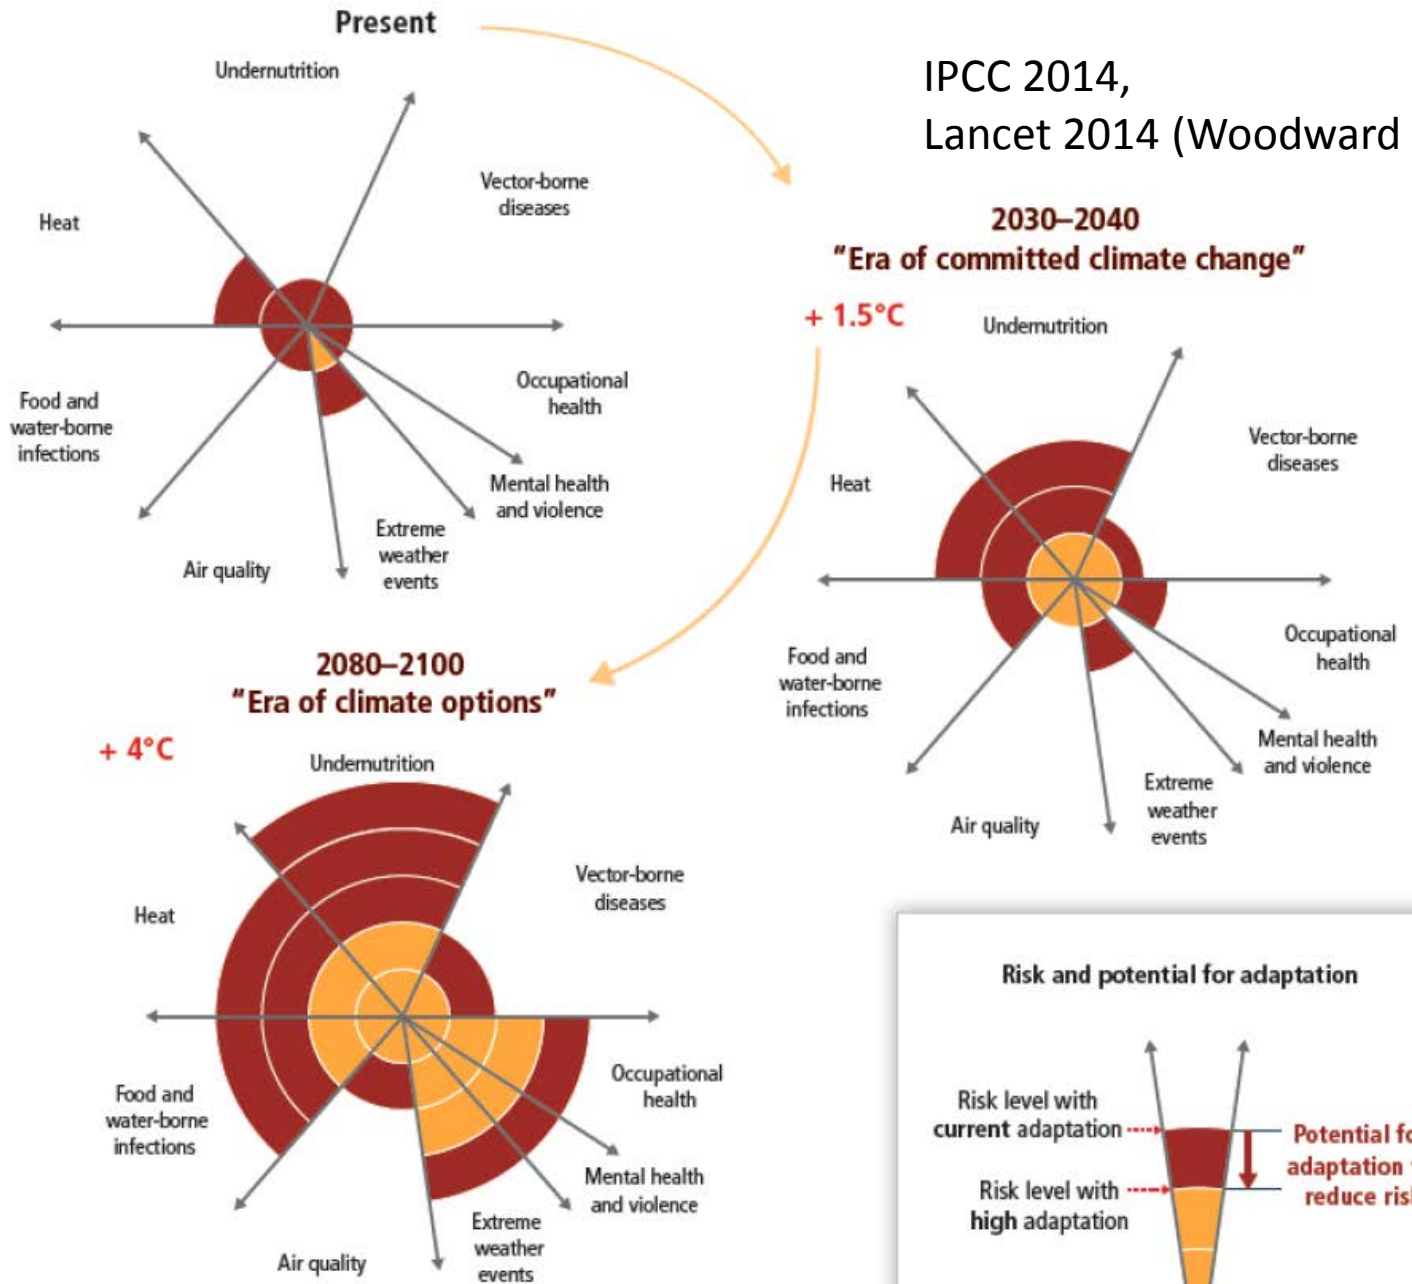 Present
IPCC 2014,
Lancet 2014 (Woodward
Undernutrition
Vector-borne
diseases
Heat
Occupational
health
Food and
water-borne
infections
Mental health
and violence
Extreme
weather
events
Air quality
2030–2040
"Era of committed climate change"
+ 1.5°C
Undernutrition
Vector-borne
diseases
Heat
Occupational
health
Food and
water-borne
infections
Mental health
and violence
Extreme
weather
events
Air quality
2080–2100
"Era of climate options"
+ 4°C
Undernutrition
Vector-borne
diseases
Heat
Occupational
health
Food and
water-borne
infections
Mental health
and violence
Extreme
weather
events
Air quality
Risk and potential for adaptation
Risk level with
current adaptation
Potential
adaptation
reduce
Risk level with
high adaptation